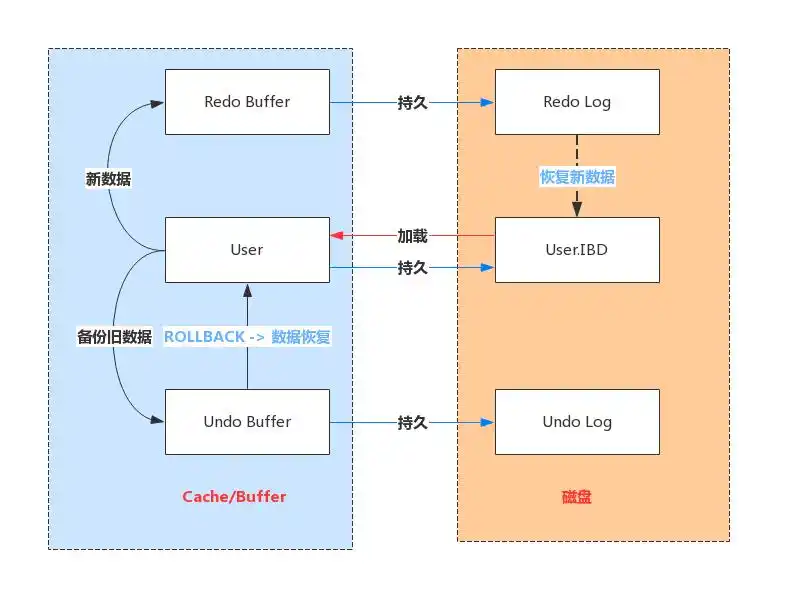 Redo Buffer
持久
Redo Log
新数据
恢复新数据
User
加载
持久
User.IBD
备份旧数据
ROLLBACK -> 数据恢复
Undo Buffer
持久
Undo Log
Cache/Buffer
磁盘